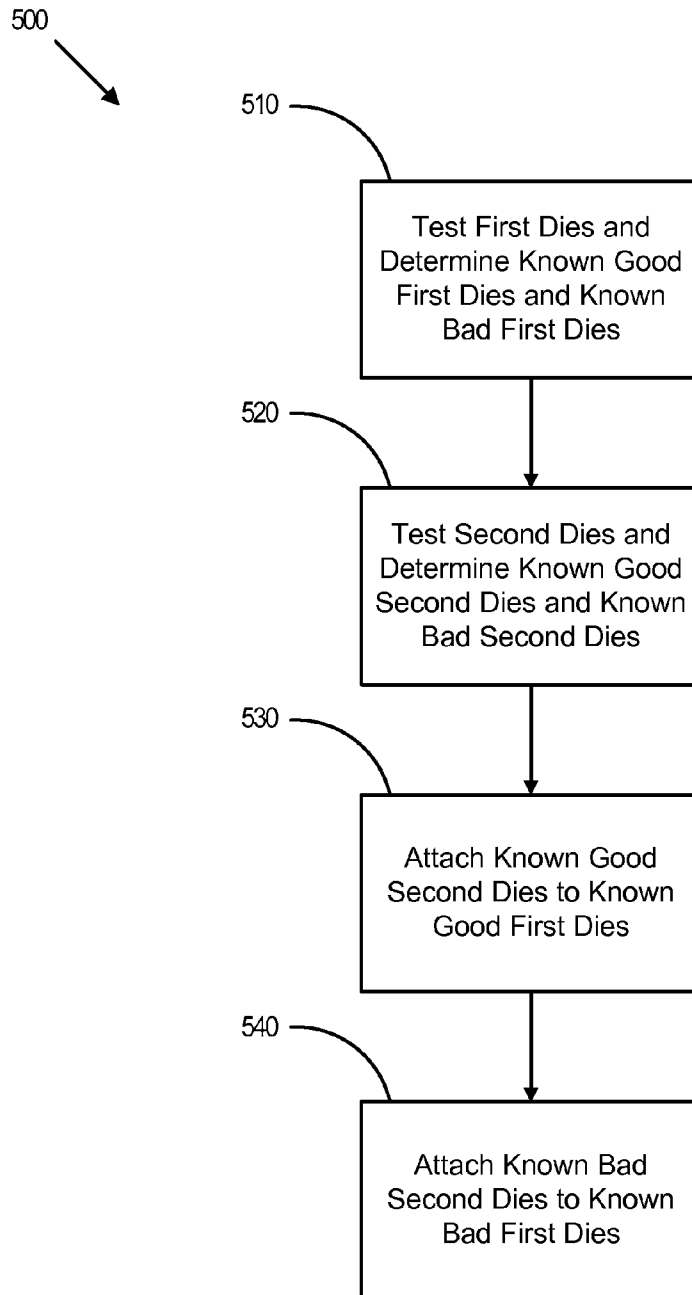 500
510
Test First Dies and
Determine Known Good
First Dies and Known
Bad First Dies
520
Test Second Dies and
Determine Known Good
Second Dies and Known
Bad Second Dies
530
Attach Known Good
Second Dies to Known
Good First Dies
540
Attach Known Bad
Second Dies to Known
Bad First Dies